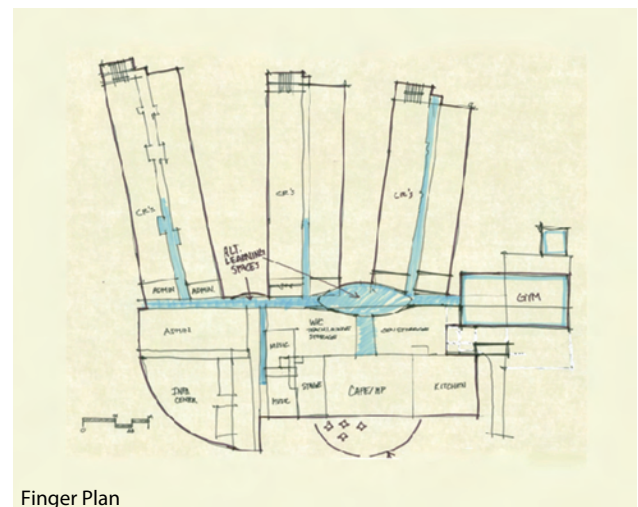 CR'S
CR'S
CR'S
ALT.
LEARNING
SPACES
ADMIN
ADMIN
GYM
ADMIN
MUSIC
INFO
CENTER
MUSIC
STAGE
CAFE/MP
KITCHEN
Finger Plan